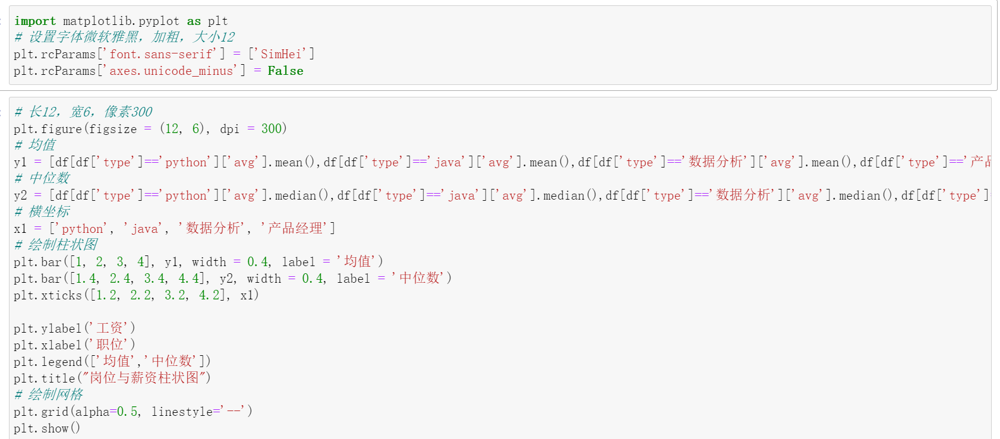 import matplotlib.pyplot as plt
# 设置字体微软雅黑，加粗，大小12
plt.rcParams['font.sans-serif'] = ['SimHei']
plt.rcParams['axes.unicode_minus'] = False
# 长12，宽6，像素300
plt.figure(figsize = (12, 6), dpi = 300)
# 均值
y1 = [df[df['type']=='python']['avg'].mean(),df[df['type']=='java']['avg'].mean(),df[df['type']=='数据分析']['avg'].mean(),df[df['type']=='产
# 中位数
y2 = [df[df['type']=='python']['avg'].median(),df[df['type']=='java']['avg'].median(),df[df['type']=='数据分析']['avg'].median(),df[df['type']
# 横坐标
x1 = ['python', 'java', '数据分析', '产品经理']
# 绘制柱状图
plt.bar([1, 2, 3, 4], y1, width = 0.4, label = '均值')
plt.bar([1.4, 2.4, 3.4, 4.4], y2, width = 0.4, label = '中位数')
plt.xticks([1.2, 2.2, 3.2, 4.2], x1)
plt.ylabel('工资')
plt.xlabel('职位')
plt.legend(['均值','中位数'])
plt.title("岗位与薪资柱状图")
# 绘制网格
plt.grid(alpha=0.5, linestyle='--')
plt.show()